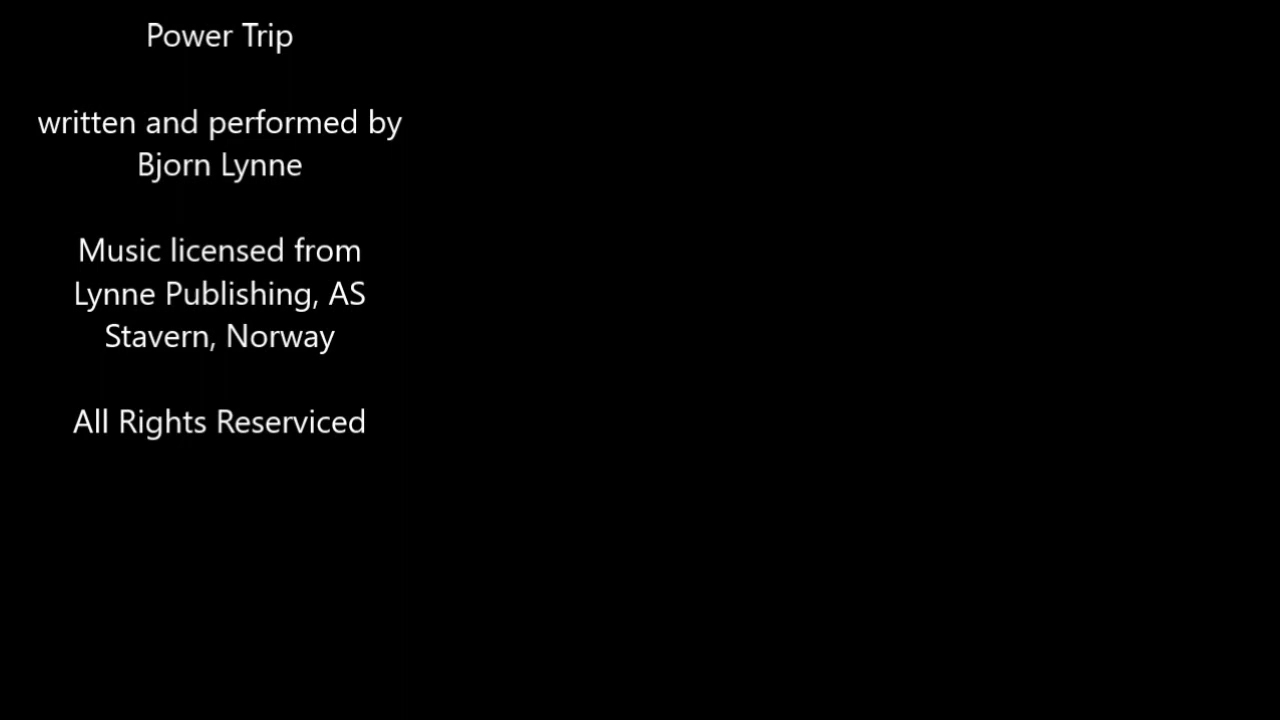 Power Trip
written and performed by
Bjorn Lynne
Music licensed from
Lynne Publishing, AS
Stavern, Norway
All Rights Reserviced